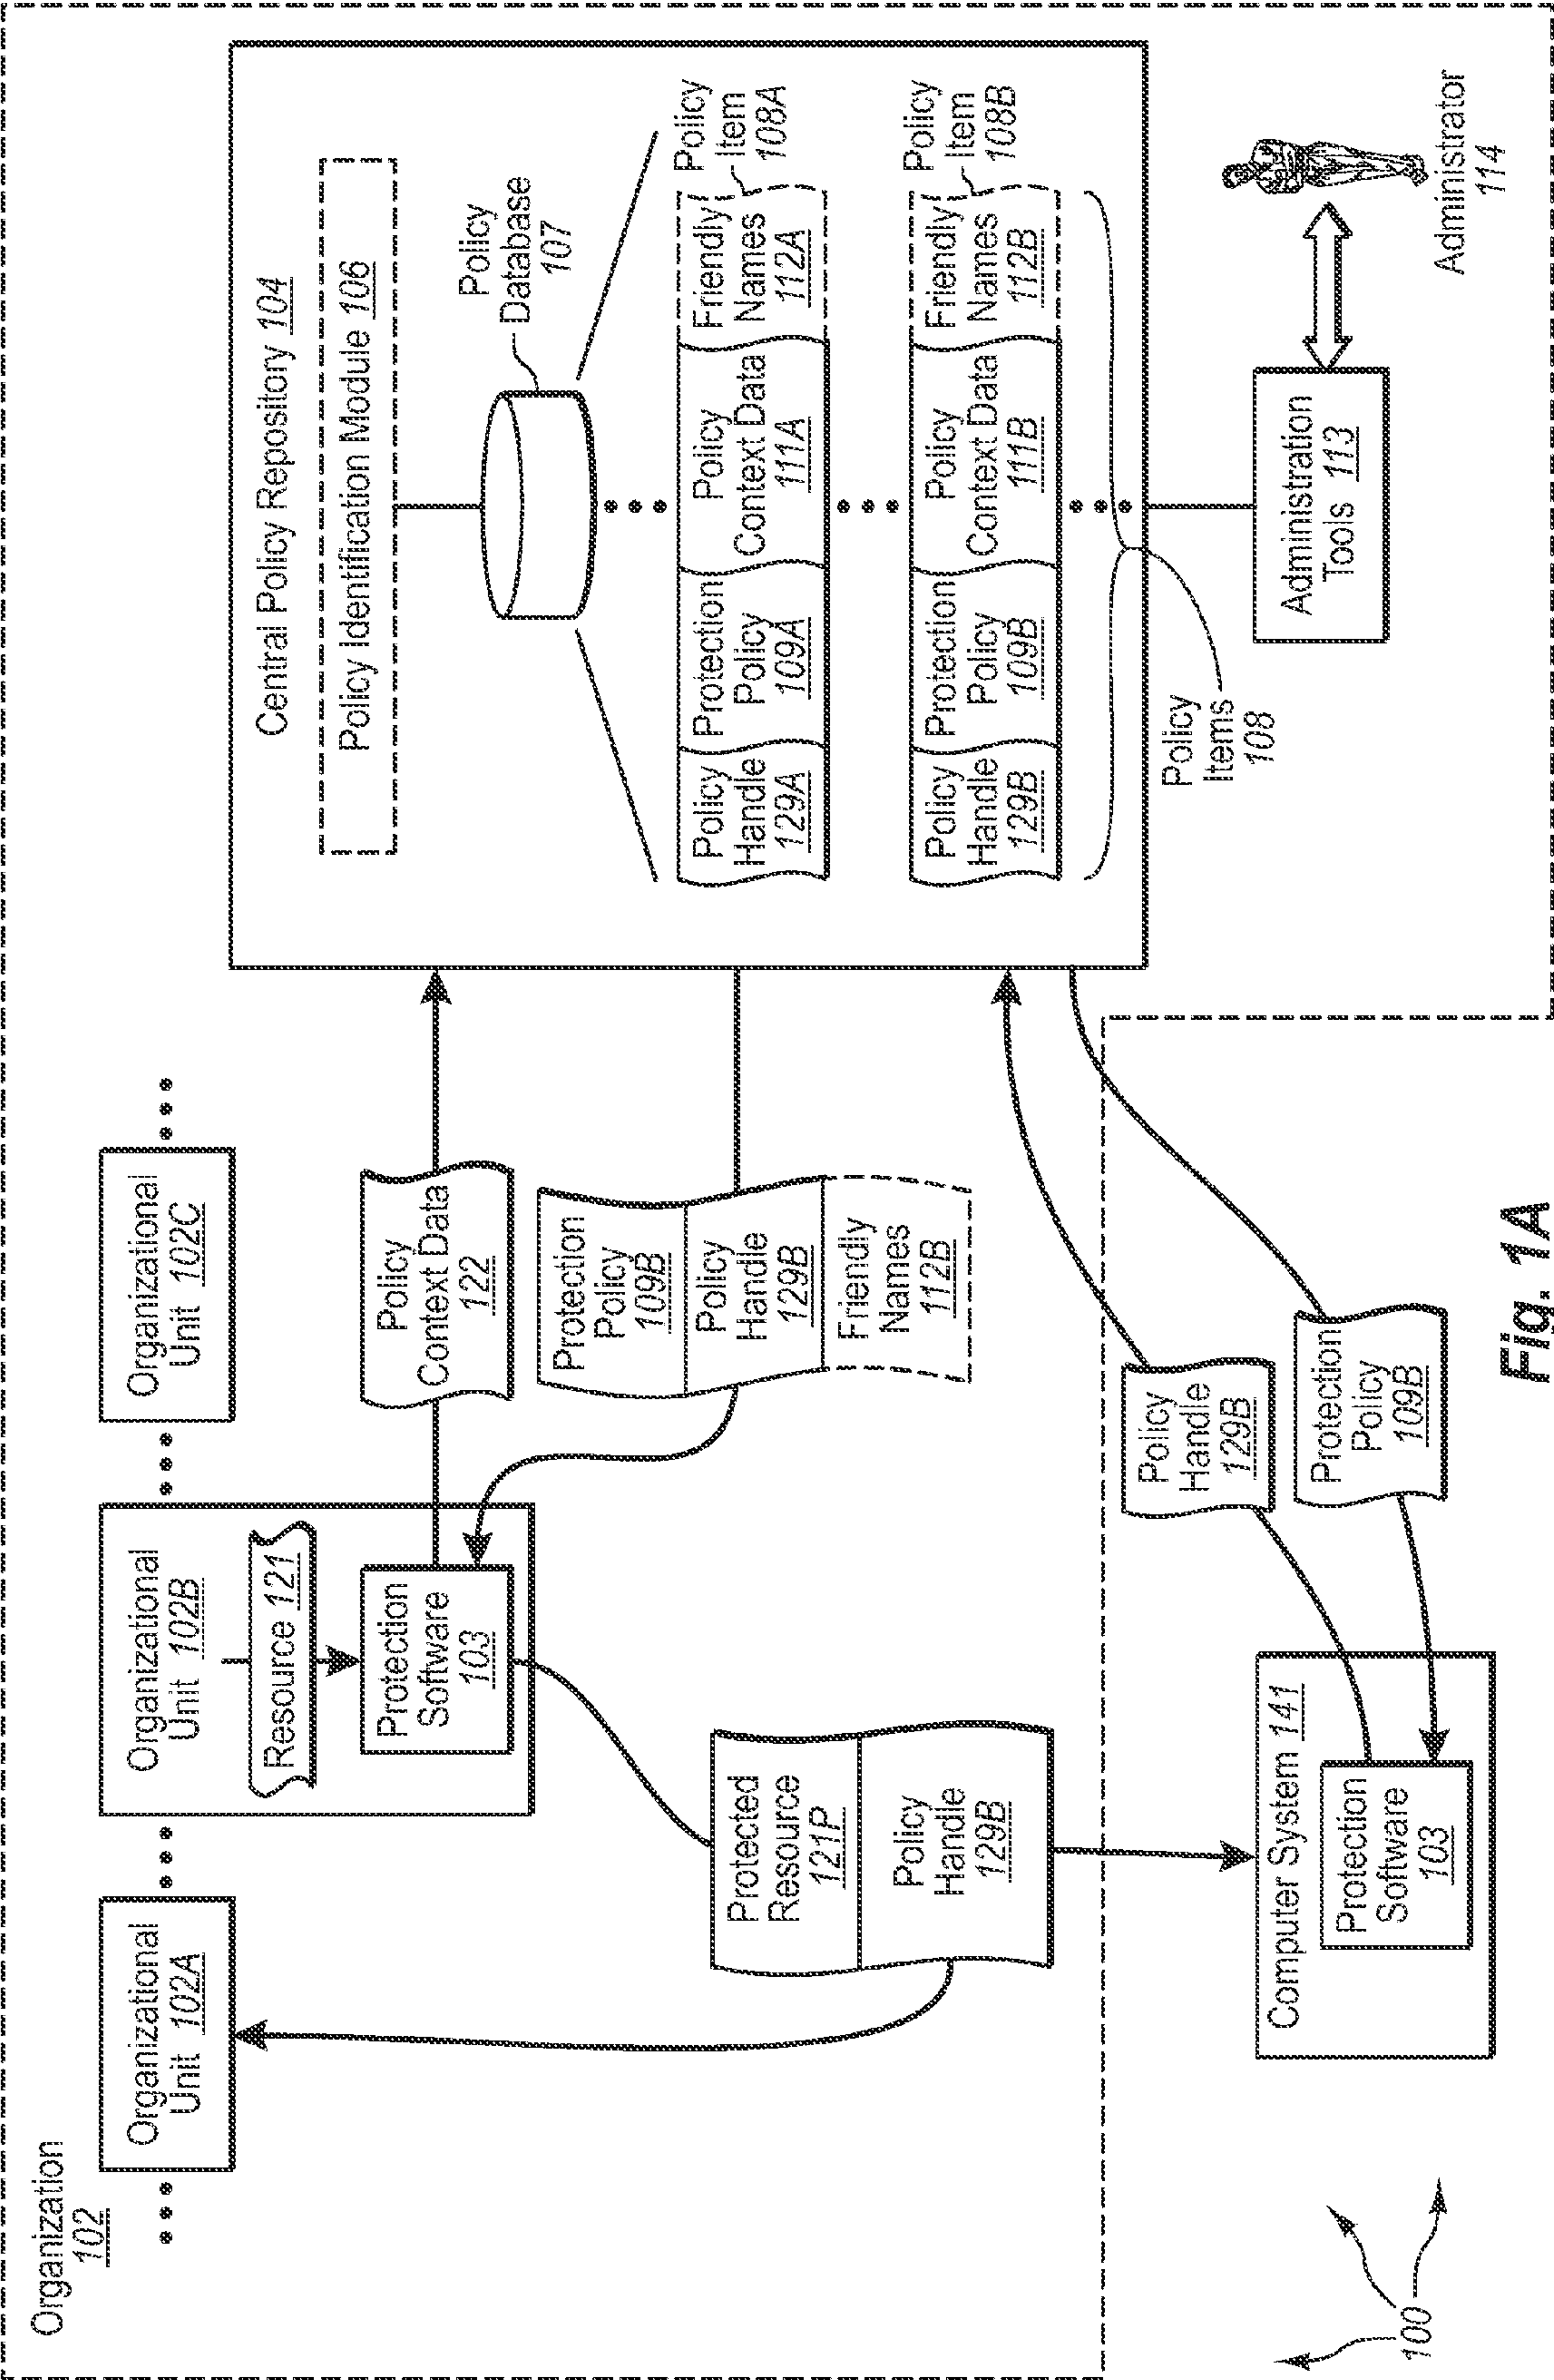 Organization
102
Organizational
Unit 102A
Organizational
Unit 102B
Resource 121
Protection
Software
103
Organizational
Unit 102C
Policy
Context Data
122
Protection
Policy
109B
Policy
Handle
129B
Friendly
Names
112B
Protected
Resource
121P
Policy
Handle
129B
Central Policy Repository 104
Policy Identification Module 106
Policy
Database
107
Policy
Handle
129A
Protection
Policy
109A
Policy
Context Data
111A
Friendly
Names
112A
Policy
Item
108A
Policy
Handle
129B
Protection
Policy
109B
Policy
Context Data
111B
Friendly
Names
112B
Policy
Item
108B
Policy
Items
108
Administration
Tools 113
Administrator
114
Computer System 141
Protection
Software
103
Policy
Handle
129B
Protection
Policy
109B
100
Fig. 1A